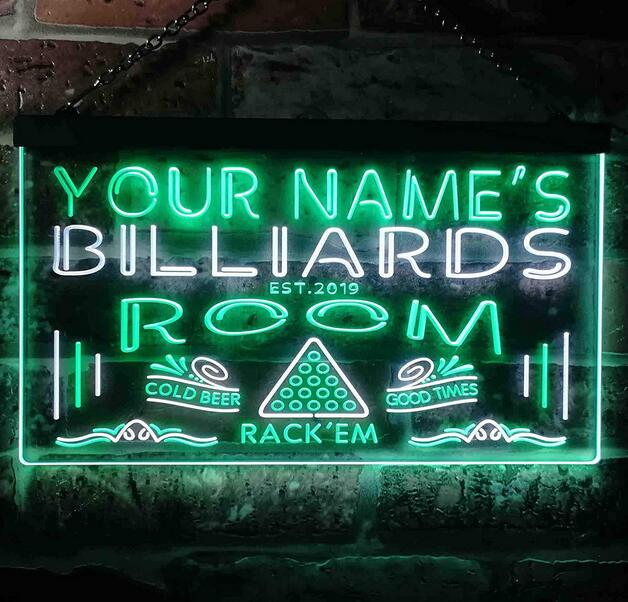 YOUR NAME'S
BILLIARDS
EST.2019
ROOM
COLD BEER
GOOD TIMES
RACK'EM